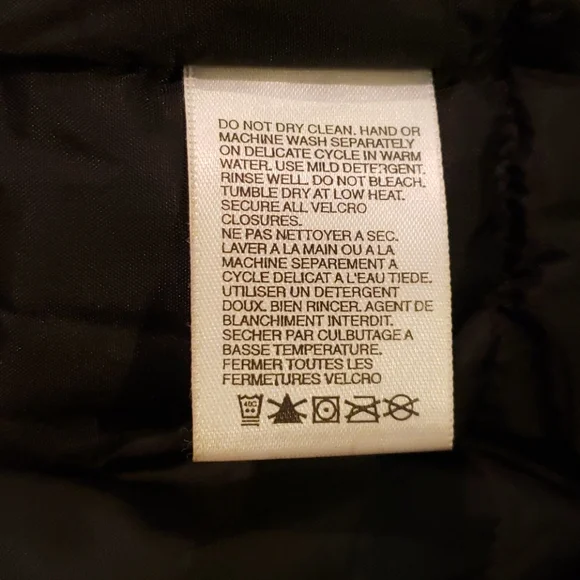 DO NOT DRY CLEAN. HAND OR
MACHINE WASH SEPARATELY
ON DELICATE CYCLE IN WARM
WATER. USE MILD DETERGENT.
RINSE WELL. DO NOT BLEACH.
TUMBLE DRY AT LOW HEAT.
SECURE ALL VELCRO
CLOSURES.
NE PAS NETTOYER A SEC.
LAVER A LA MAIN OU A LA
MACHINE SEPAREMENT A
CYCLE DELICAT A L'EAU TIEDE.
UTILISER UN DETERGENT
DOUX. BIEN RINCER. AGENT DE
BLANCHIMENT INTERDIT.
SECHER PAR CULBUTAGE A
BASSE TEMPERATURE.
FERMER TOUTES LES
FERMETURES VELCRO
40C